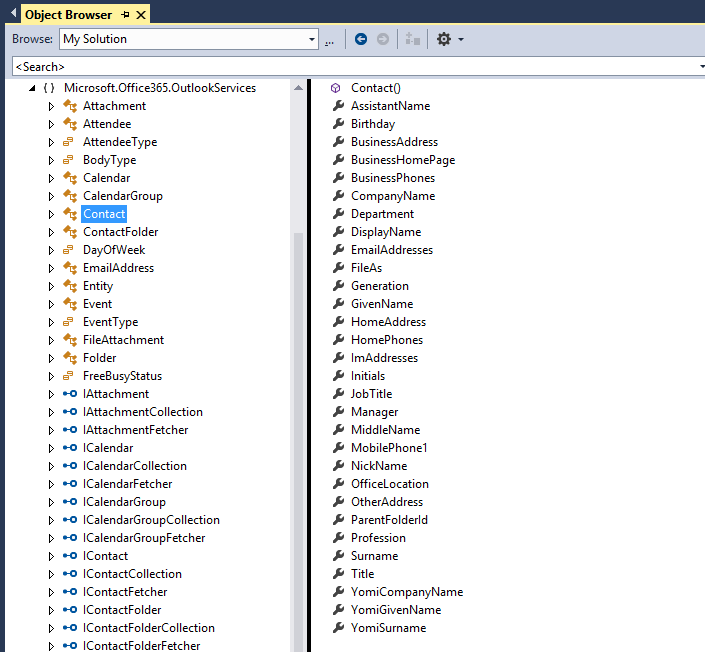 Object Browser
Browse: My Solution ...
<Search>
{ } Microsoft.Office365.OutlookServices
Attachment
Attendee
AttendeeType
BodyType
Calendar
CalendarGroup
Contact
ContactFolder
DayOfWeek
EmailAddress
Entity
Event
EventType
FileAttachment
Folder
FreeBusyStatus
IAttachment
IAttachmentCollection
IAttachmentFetcher
ICalendar
ICalendarCollection
ICalendarFetcher
ICalendarGroup
ICalendarGroupCollection
ICalendarGroupFetcher
IContact
IContactCollection
IContactFetcher
IContactFolder
IContactFolderCollection
IContactFolderFetcher
Contact()
AssistantName
Birthday
BusinessAddress
BusinessHomePage
BusinessPhones
CompanyName
Department
DisplayName
EmailAddresses
FileAs
Generation
GivenName
HomeAddress
HomePhones
ImAddresses
Initials
JobTitle
Manager
MiddleName
MobilePhone1
NickName
OfficeLocation
OtherAddress
ParentFolderId
Profession
Surname
Title
YomiCompanyName
YomiGivenName
YomiSurname